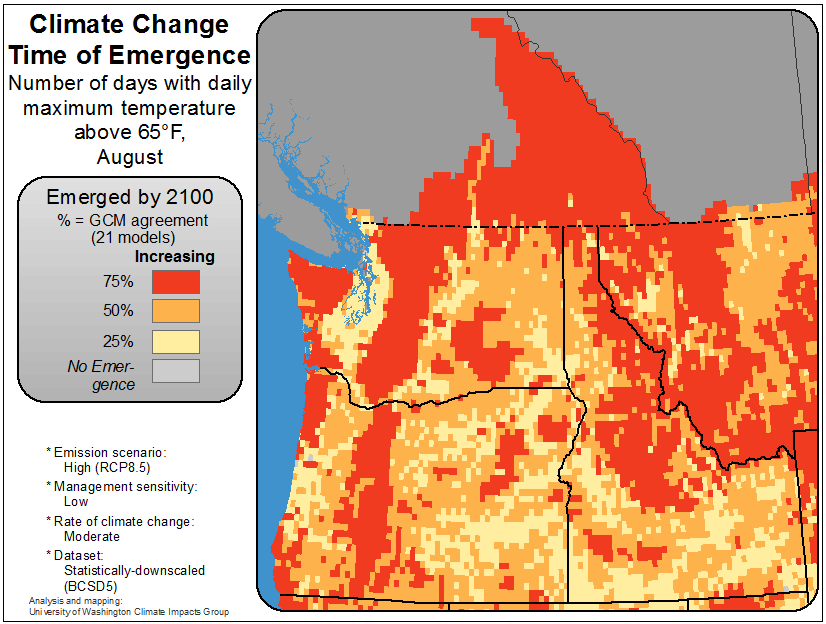 Climate Change
Time of Emergence
Number of days with daily
maximum temperature
above 65°F,
August
Emerged by 2100
% = GCM agreement
(21 models)
Increasing
75%
50%
25%
No Emer-
gence
* Emission scenario:
High (RCP8.5)
* Management sensitivity:
Low
* Rate of climate change:
Moderate
* Dataset:
Statistically-downscaled
(BCSD5)
Analysis and mapping:
University of Washington Climate Impacts Group